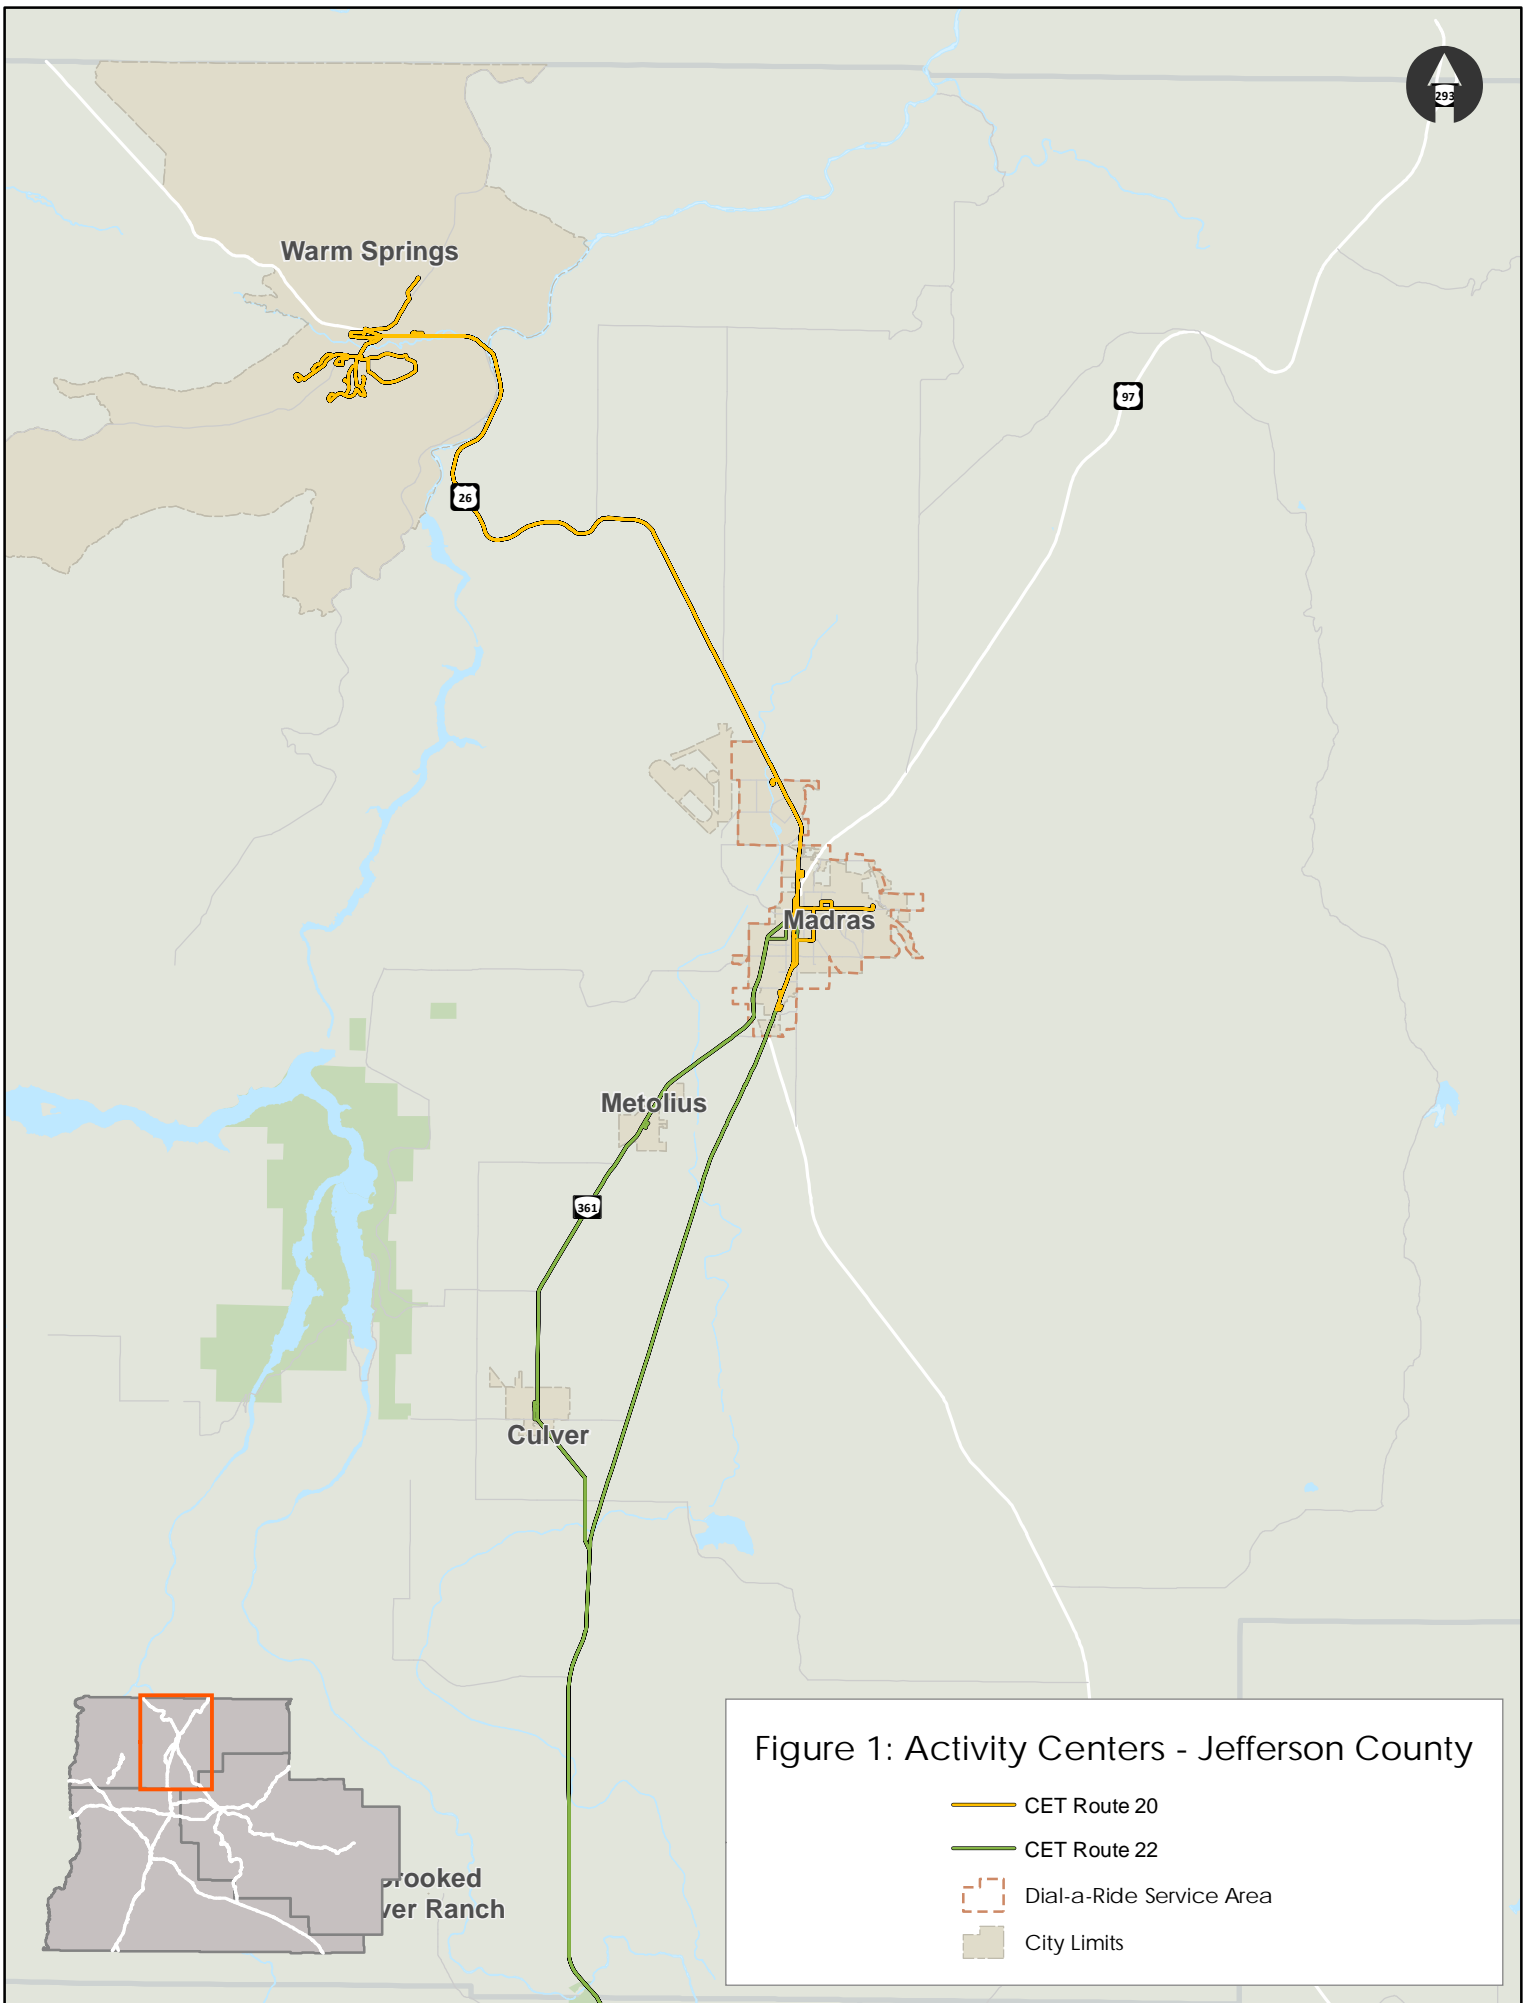 293
Warm Springs
97
26
Madras
Metolius
361
Culver
Figure 1: Activity Centers - Jefferson County
CET Route 20
CET Route 22
Dial-a-Ride Service Area
City Limits
rooked
ver Ranch